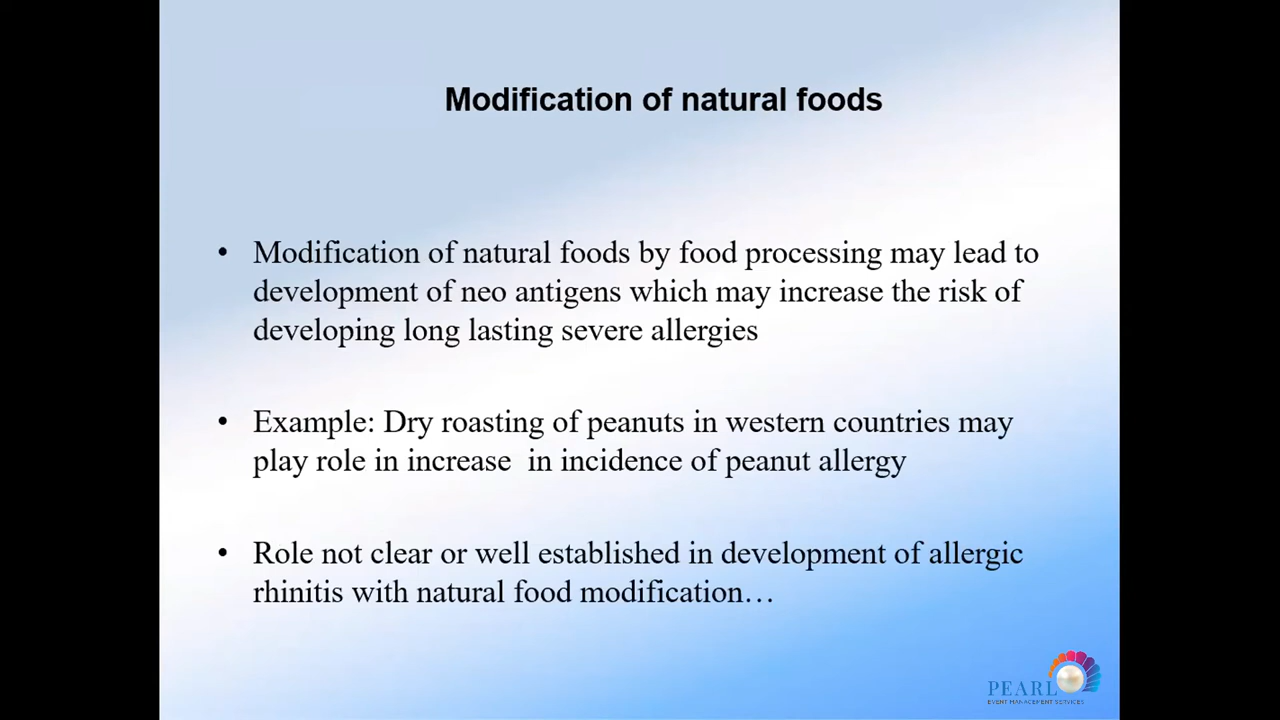 Modification of natural foods
• Modification of natural foods by food processing may lead to
development of neo antigens which may increase the risk of
developing long lasting severe allergies
• Example: Dry roasting of peanuts in western countries may
play role in increase  in incidence of peanut allergy
• Role not clear or well established in development of allergic
rhinitis with natural food modification…
PEARL
EVENT MANAGEMENT SERVICES